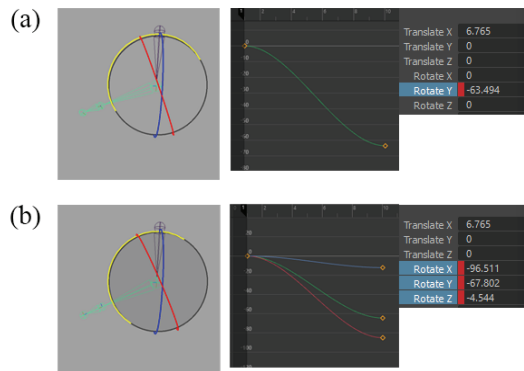 (a)
Translate X 6.765
Translate Y 0
Translate Z 0
Rotate X 0
Rotate Y -63.494
Rotate Z 0
(b)
Translate X 6.765
Translate Y 0
Translate Z 0
Rotate X -96.511
Rotate Y -67.802
Rotate Z -4.544